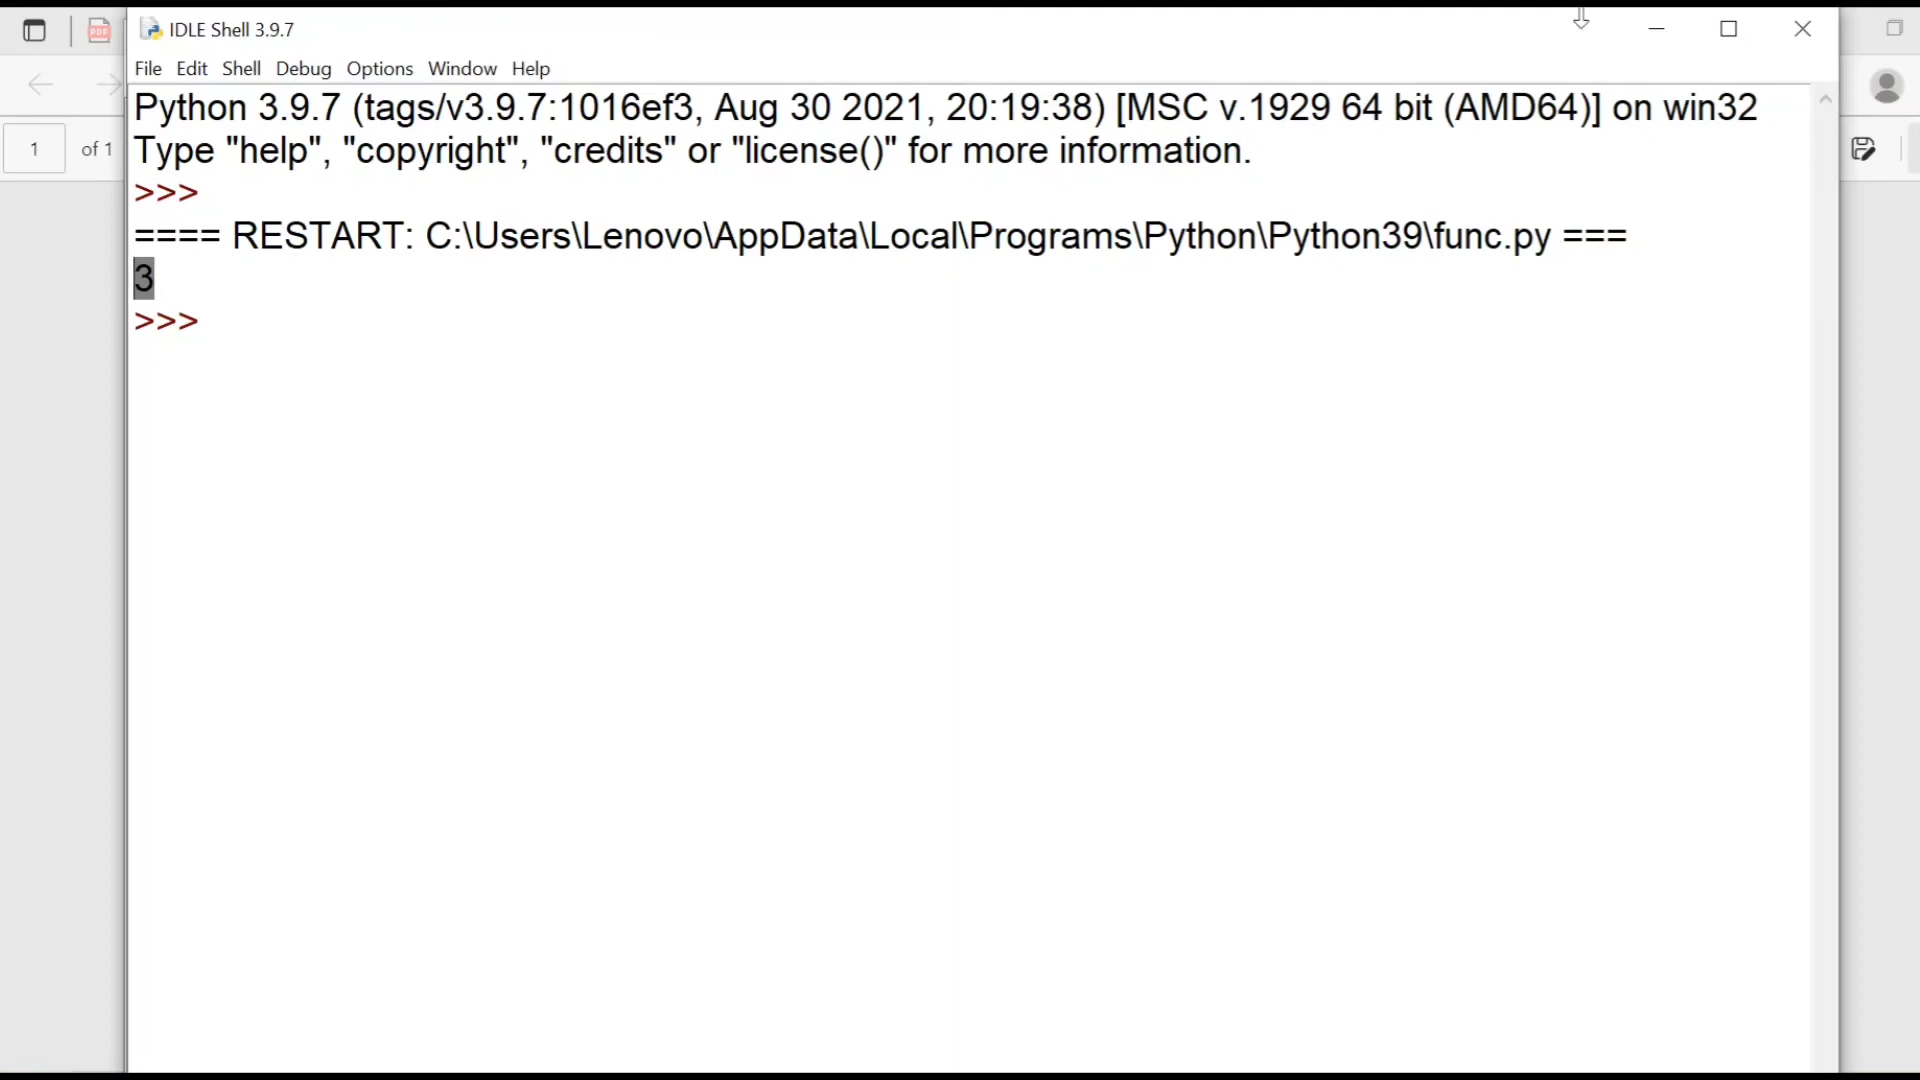 PDF
IDLE Shell 3.9.7
File Edit Shell Debug Options Window Help
1 of 1
Python 3.9.7 (tags/v3.9.7:1016ef3, Aug 30 2021, 20:19:38) [MSC v.1929 64 bit (AMD64)] on win32
Type "help", "copyright", "credits" or "license()" for more information.
>>>
==== RESTART: C:\Users\Lenovo\AppData\Local\Programs\Python\Python39\func.py ===
3
>>>